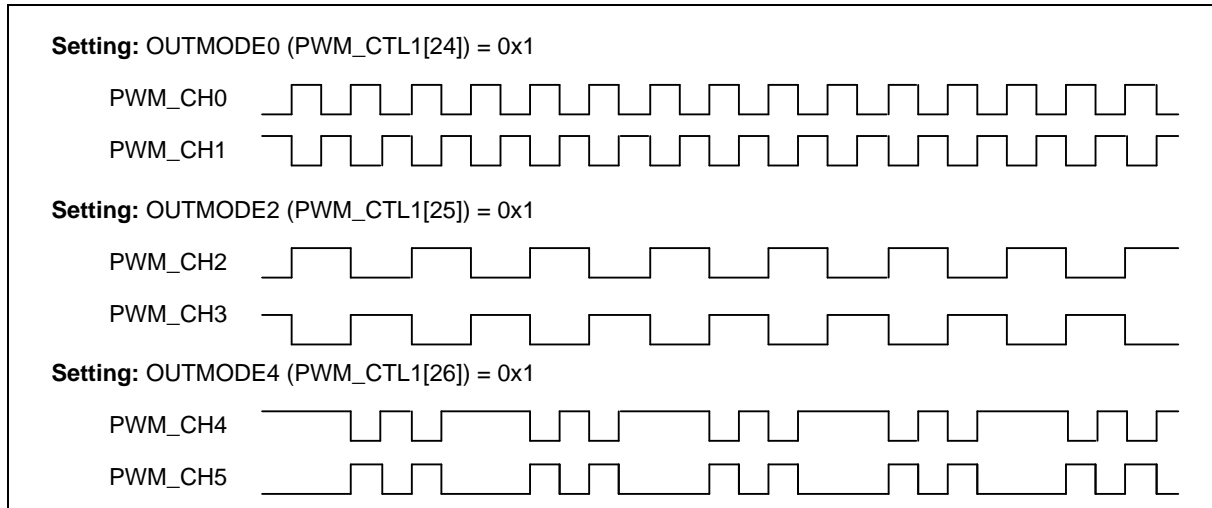 Setting: OUTMODE0 (PWM_CTL1[24]) = 0x1
PWM_CH0
PWM_CH1
Setting: OUTMODE2 (PWM_CTL1[25]) = 0x1
PWM_CH2
PWM_CH3
Setting: OUTMODE4 (PWM_CTL1[26]) = 0x1
PWM_CH4
PWM_CH5